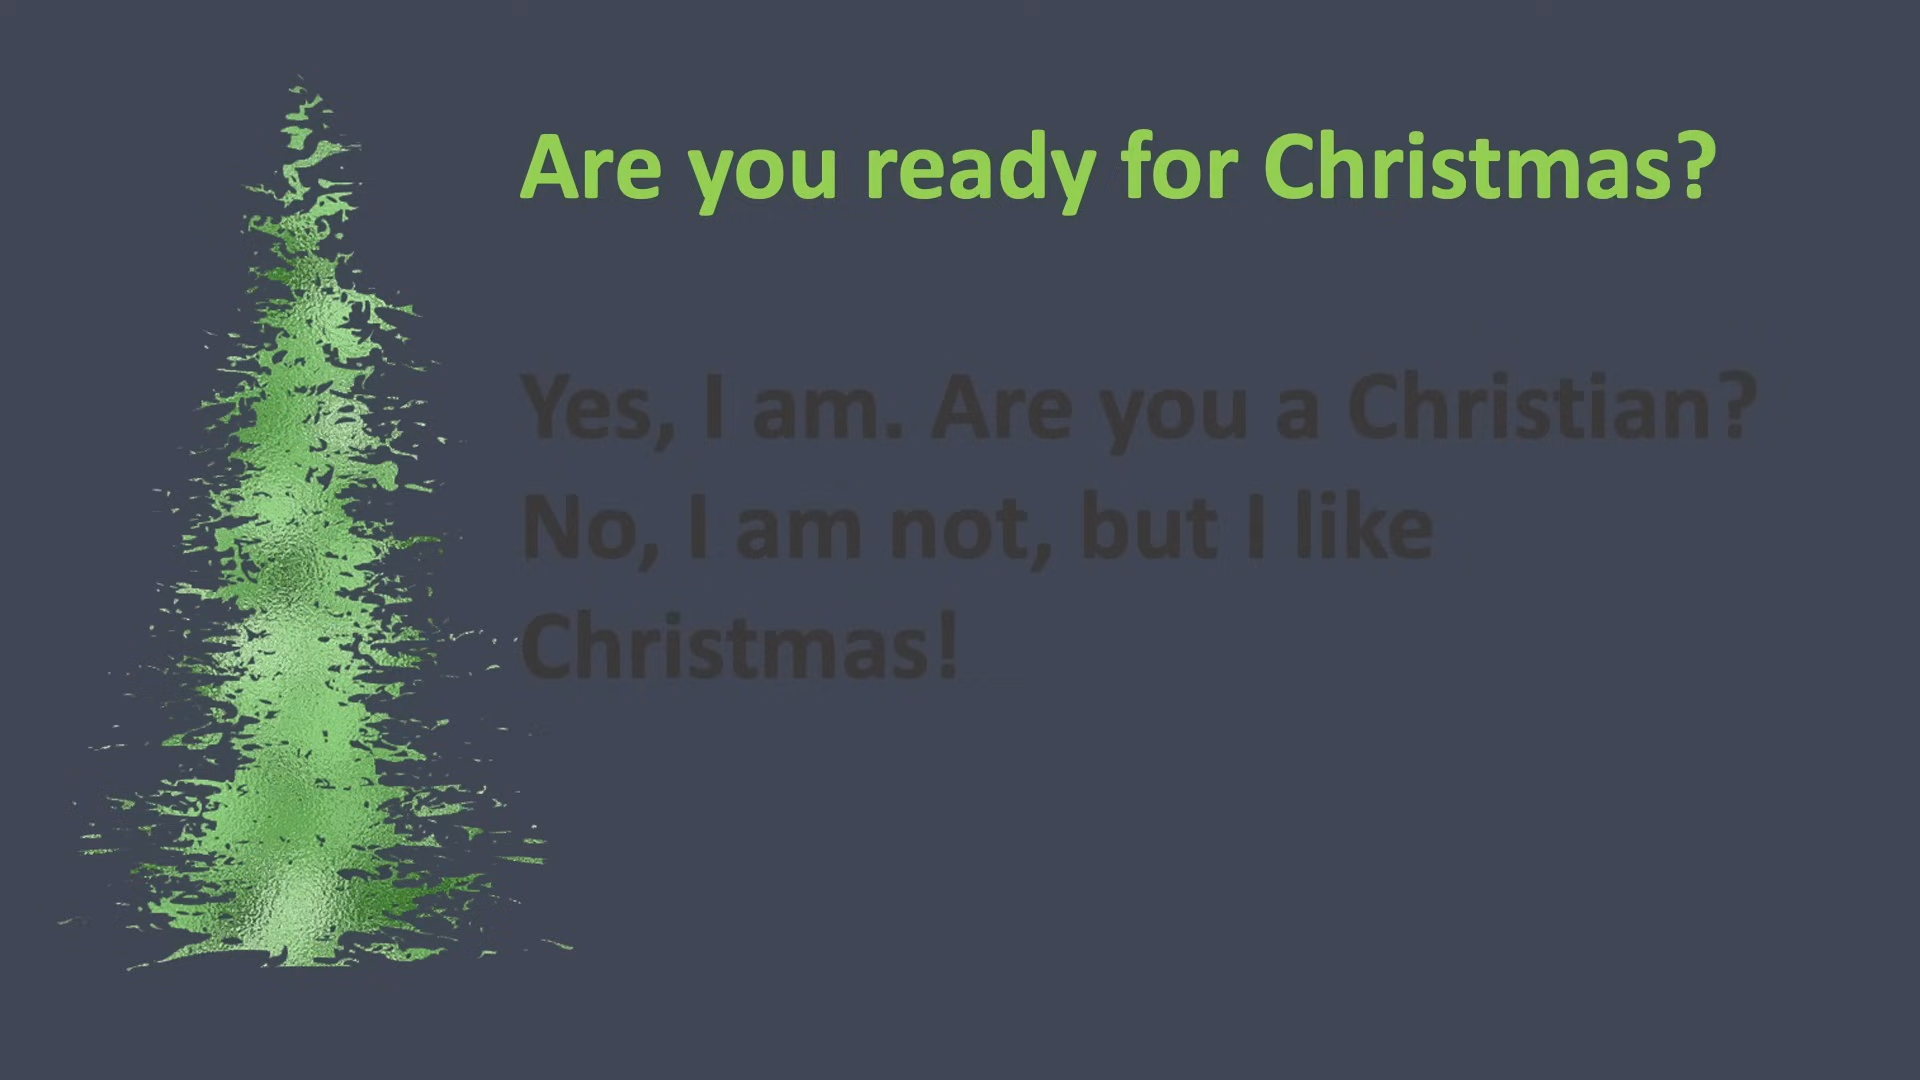 Are you ready for Christmas?
Yes, I am. Are you a Christian?
No, I am not, but I like
Christmas!